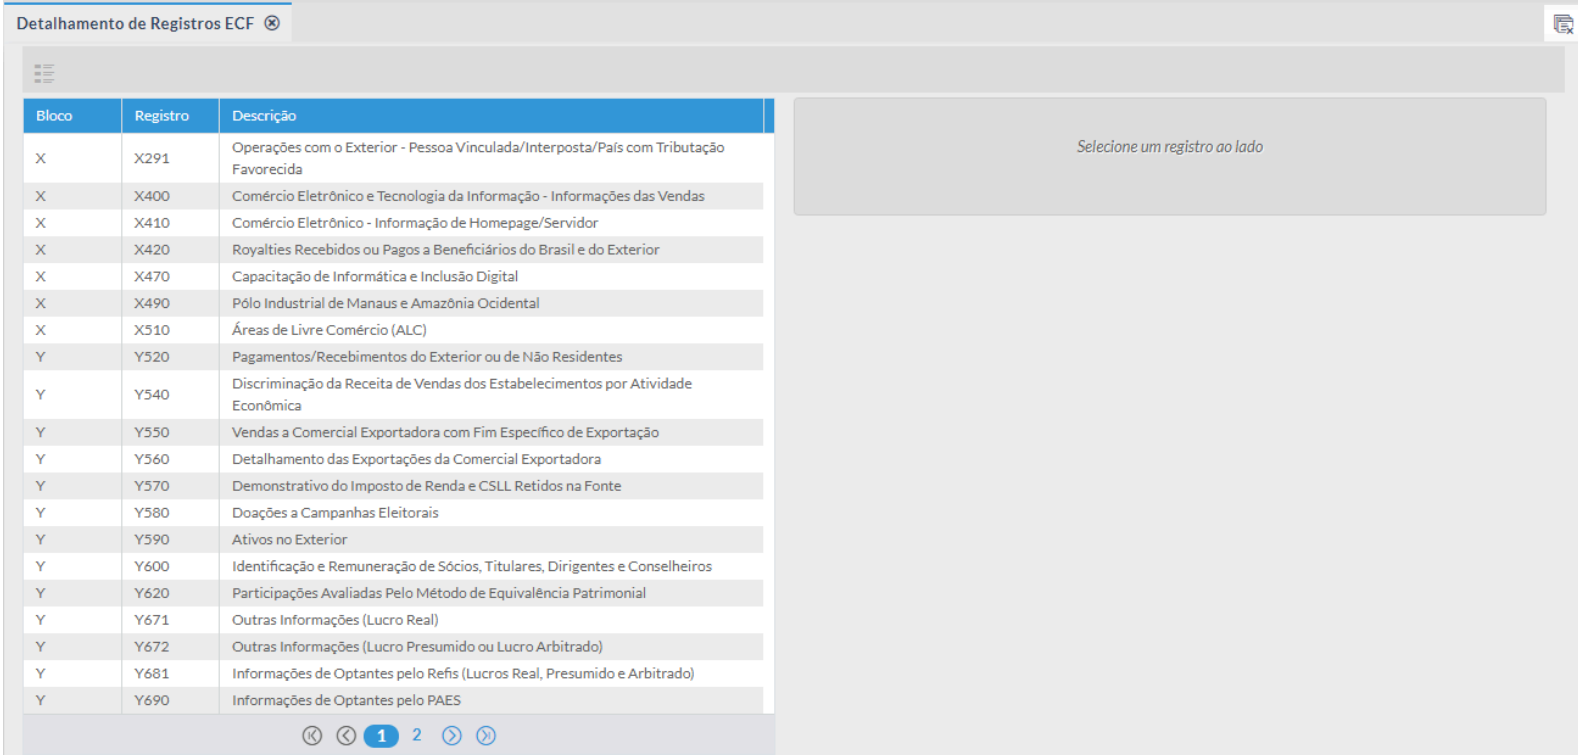 Detalhamento de Registros ECF
Bloco Registro Descrição
Selecione um registro ao lado
X X291 Operações com o Exterior - Pessoa Vinculada/Interposta/País com Tributação
Favorecida
X X400 Comércio Eletrônico e Tecnologia da Informação - Informações das Vendas
X X410 Comércio Eletrônico - Informação de Homepage/Servidor
X X420 Royalties Recebidos ou Pagos a Beneficiários do Brasil e do Exterior
X X470 Capacitação de Informática e Inclusão Digital
X X490 Pólo Industrial de Manaus e Amazônia Ocidental
X X510 Áreas de Livre Comércio (ALC)
Y Y520 Pagamentos/Recebimentos do Exterior ou de Não Residentes
Y Y540 Discriminação da Receita de Vendas dos Estabelecimentos por Atividade
Econômica
Y Y550 Vendas a Comercial Exportadora com Fim Específico de Exportação
Y Y560 Detalhamento das Exportações da Comercial Exportadora
Y Y570 Demonstrativo do Imposto de Renda e CSLL Retidos na Fonte
Y Y580 Doações a Campanhas Eleitorais
Y Y590 Ativos no Exterior
Y Y600 Identificação e Remuneração de Sócios, Titulares, Dirigentes e Conselheiros
Y Y620 Participações Avaliadas Pelo Método de Equivalência Patrimonial
Y Y671 Outras Informações (Lucro Real)
Y Y672 Outras Informações (Lucro Presumido ou Lucro Arbitrado)
Y Y681 Informações de Optantes pelo Refis (Lucros Real, Presumido e Arbitrado)
Y Y690 Informações de Optantes pelo PAES
1 2